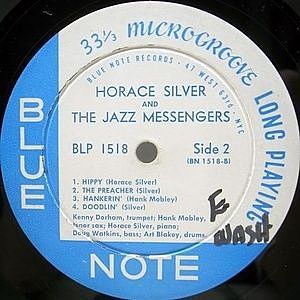 33 1/3 MICROGROOVE LONG PLAYING
BLUE NOTE RECORDS • 47 WEST 63rd • NYC
HORACE SILVER
AND
THE JAZZ MESSENGERS
BLP 1518 Side 2
(BN 1518-B)
1. HIPPY (Horace Silver)
2. THE PREACHER (Silver)
3. HANKERIN' (Hank Mobley)
4. DOODLIN' (Silver)
Kenny Dorham, trumpet; Hank Mobley,
tenor sax; Horace Silver, piano;
Doug Watkins, bass; Art Blakey, drums
E
WASH
BLUE
NOTE